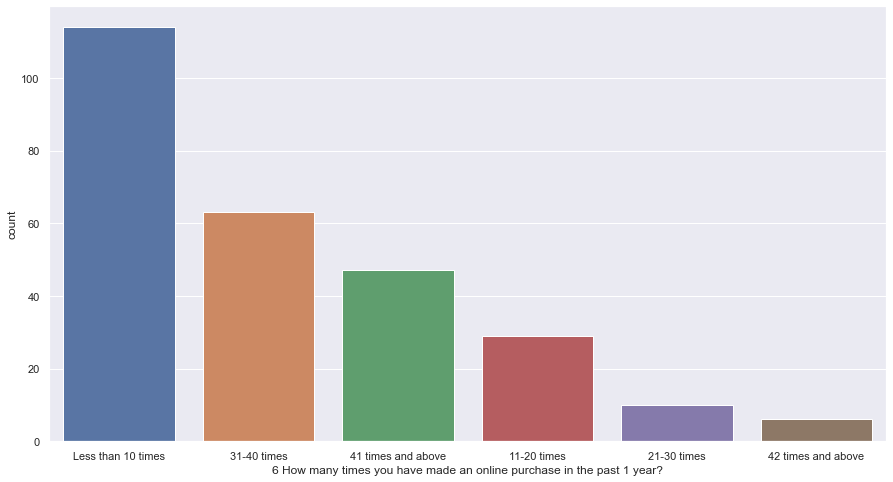 count
100
80
60
40
20
0
Less than 10 times
31-40 times
41 times and above
11-20 times
21-30 times
42 times and above
6 How many times you have made an online purchase in the past 1 year?